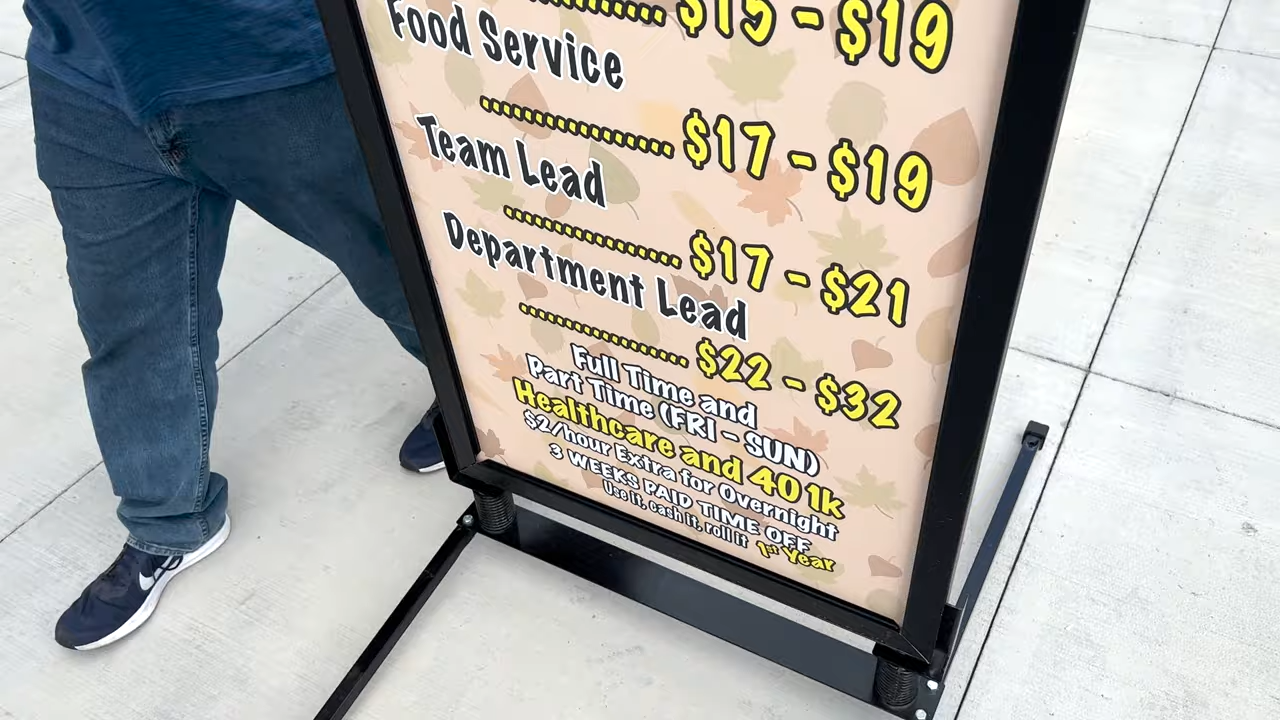 $15 - $19
Food Service
$17 - $19
Team Lead
$17 - $21
Department Lead
$22 - $32
Full Time and
Part Time (FRI - SUN)
Healthcare and 401k
$2/hour Extra for Overnight
3 WEEKS PAID TIME OFF
Use it, cash it, roll it 1st Year